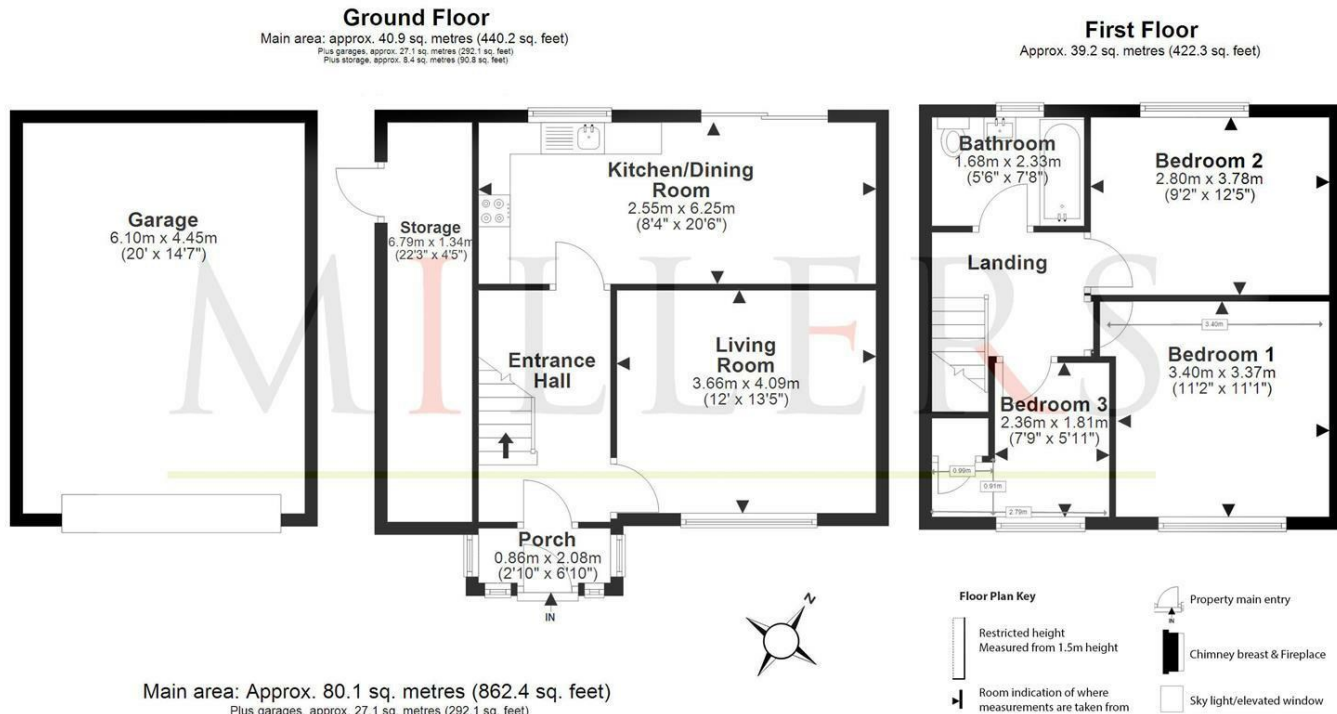 Ground Floor
Main area: approx. 40.9 sq. metres (440.2 sq. feet)
Plus garages, approx. 27.1 sq. metres (292.1 sq. feet)
Plus storage, approx. 8.4 sq. metres (90.8 sq. feet)
First Floor
Approx. 39.2 sq. metres (422.3 sq. feet)
Garage
6.10m x 4.45m
(20' x 14'7")
Storage
6.79m x 1.34m
(22'3" x 4'5")
Kitchen/Dining
Room
2.55m x 6.25m
(8'4" x 20'6")
Entrance
Hall
Living
Room
3.66m x 4.09m
(12' x 13'5")
Porch
0.86m x 2.08m
(2'10" x 6'10")
IN
Bathroom
1.68m x 2.33m
(5'6" x 7'8")
Bedroom 2
2.80m x 3.78m
(9'2" x 12'5")
Landing
3.40m
Bedroom 1
3.40m x 3.37m
(11'2" x 11'1")
Bedroom 3
2.36m x 1.81m
(7'9" x 5'11")
0.99m
0.91m
2.79m
MILLERS
N
Floor Plan Key
Restricted height
Measured from 1.5m height
Room indication of where
measurements are taken from
Property main entry
IN
Chimney breast & Fireplace
Sky light/elevated window
Main area: Approx. 80.1 sq. metres (862.4 sq. feet)
Plus garages, approx. 27.1 sq. metres (292.1 sq. feet)